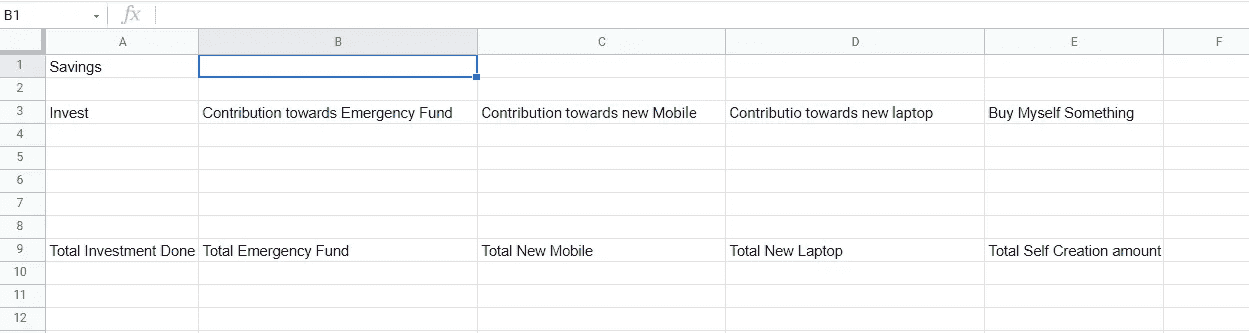 B1 fx
A B C D E F
1 Savings
2
3 Invest Contribution towards Emergency Fund Contribution towards new Mobile Contributio towards new laptop Buy Myself Something
4
5
6
7
8
9 Total Investment Done Total Emergency Fund Total New Mobile Total New Laptop Total Self Creation amount
10
11
12